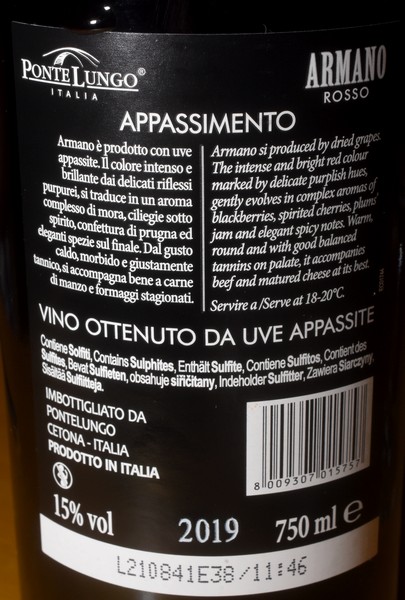 PONTELUNGO®
ITALIA
ARMANO
ROSSO
APPASSIMENTO
Armano è prodotto con uve
appassite. Il colore intenso e
brillante dai delicati riflessi
purpurei, si traduce in un aroma
complesso di mora, ciliegie sotto
spirito, confettura di prugna ed
eleganti spezie sul finale. Dal gusto
caldo, morbido e giustamente
tannico, si accompagna bene a carne
di manzo e formaggi stagionati.
Armano si produced by dried grapes.
The intense and bright red colour
marked by delicate purplish hues,
gently evolves in complex aromas of
blackberries, spirited cherries, plums
jam and elegant spicy notes. Warm,
round and with good balanced
tannins on palate, it accompanies
beef and matured cheese at its best.
Servire a /Serve at 18-20°C.
VINO OTTENUTO DA UVE APPASSITE
Contiene Solfiti, Contains Sulphites, Enthält Sulfite, Contiene Sulfitos, Contient des
Sulfites, Bevat Sulfieten, obsahuje siřičitany, Indeholder Sulfitter, Zawiera Siarczyny,
Sisältää Sulfiitteja.
IMBOTTIGLIATO DA
PONTELUNGO
CETONA - ITALIA
PRODOTTO IN ITALIA
8 009307 015757
15% vol
2019
750 ml e
L210841E38/11:46